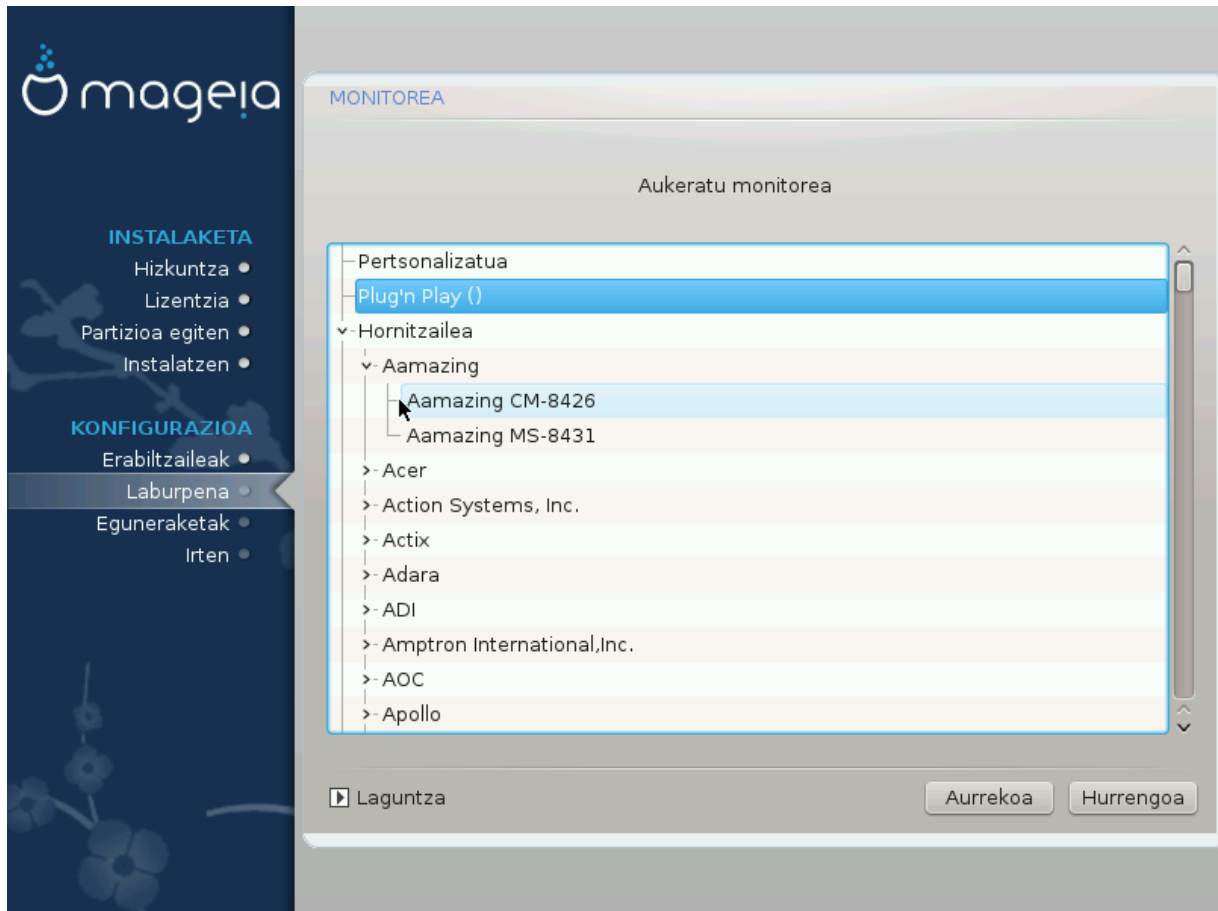 mageia
INSTALAKETA
Hizkuntza
Lizentzia
Partizioa egiten
Instalatzen
KONFIGURAZIOA
Erabiltzaileak
Laburpena
Eguneraketak
Irten
MONITOREA
Aukeratu monitorea
Pertsonalizatua
Plug'n Play ()
Hornitzailea
Aamazing
Aamazing CM-8426
Aamazing MS-8431
Acer
Action Systems, Inc.
Actix
Adara
ADI
Amptron International,Inc.
AOC
Apollo
Laguntza
Aurrekoa
Hurrengoa